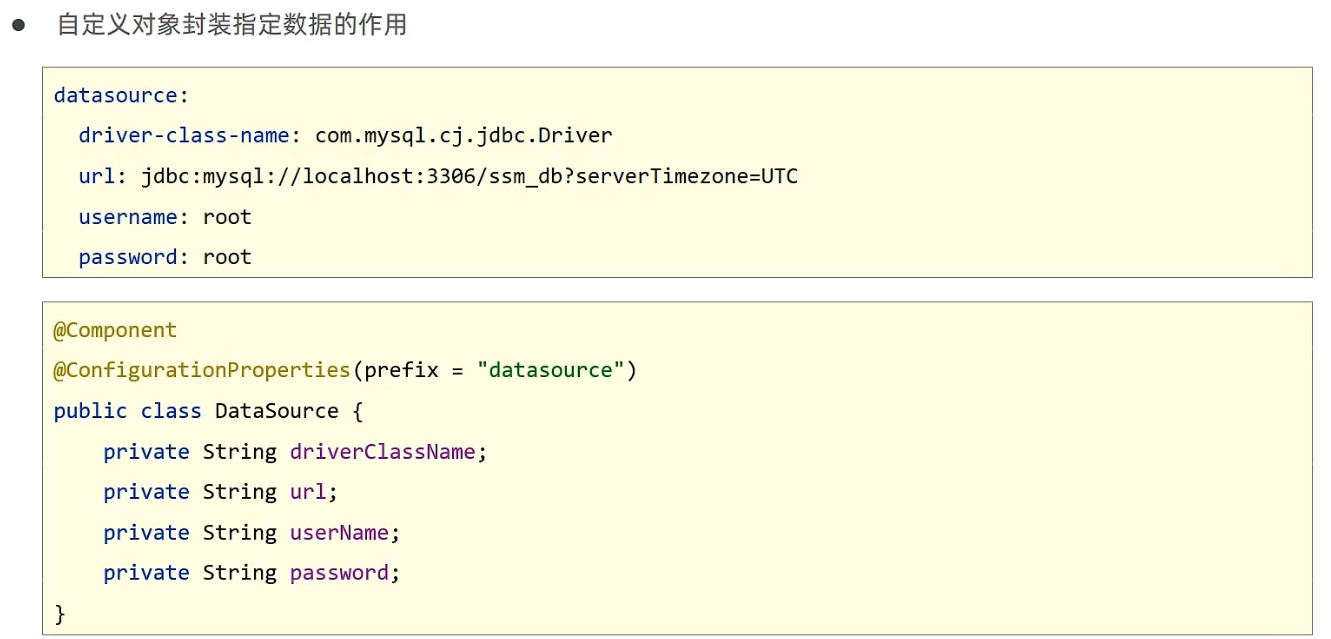 ● 自定义对象封装指定数据的作用
datasource:
  driver-class-name: com.mysql.cj.jdbc.Driver
  url: jdbc:mysql://localhost:3306/ssm_db?serverTimezone=UTC
  username: root
  password: root
@Component
@ConfigurationProperties(prefix = "datasource")
public class DataSource {
    private String driverClassName;
    private String url;
    private String userName;
    private String password;
}